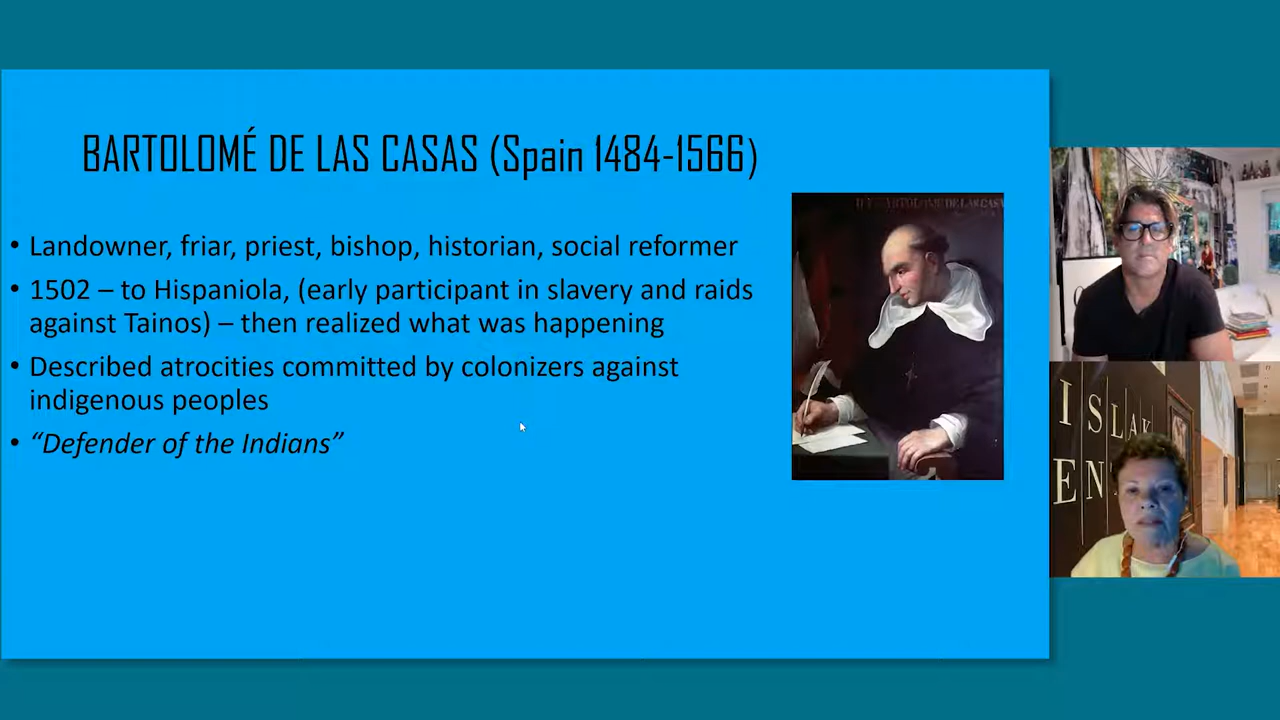 BARTOLOMÉ DE LAS CASAS (Spain 1484-1566)
• Landowner, friar, priest, bishop, historian, social reformer
• 1502 – to Hispaniola, (early participant in slavery and raids
against Tainos) – then realized what was happening
• Described atrocities committed by colonizers against
indigenous peoples
• “Defender of the Indians”
ISLAK
EN